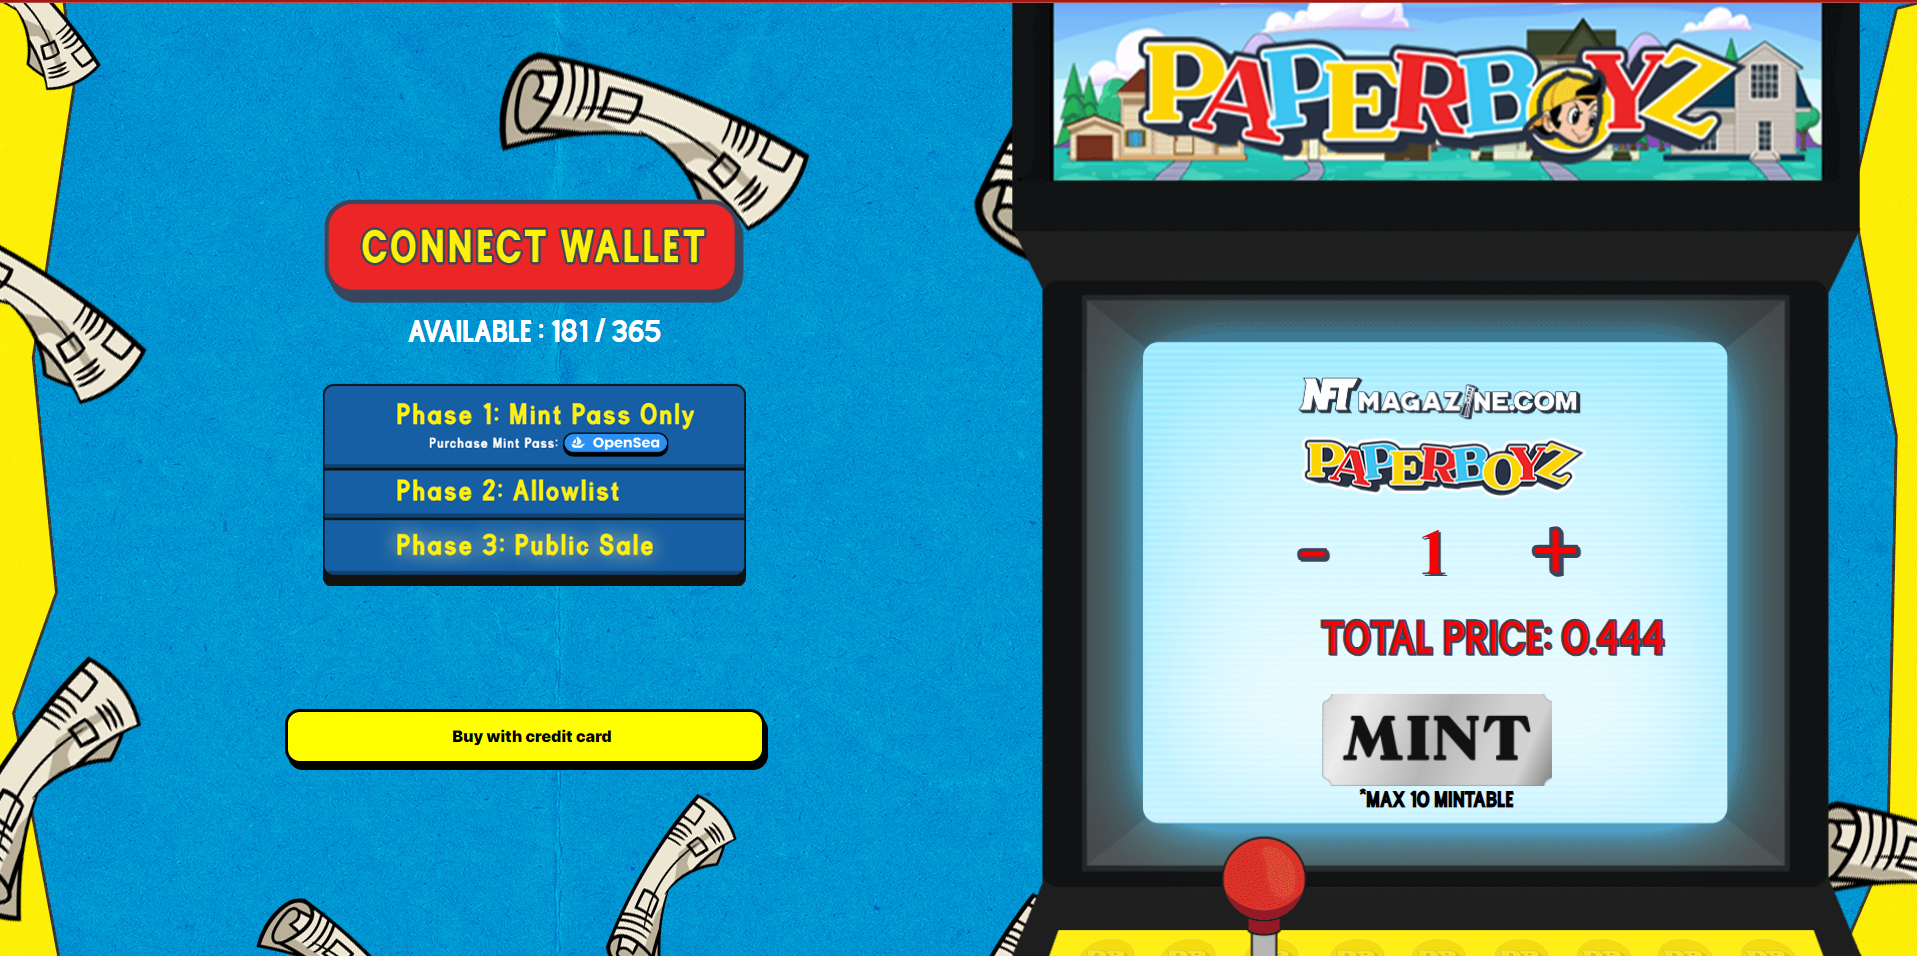 CONNECT WALLET
AVAILABLE : 181 / 365
Phase 1: Mint Pass Only
Purchase Mint Pass: OpenSea
Phase 2: Allowlist
Phase 3: Public Sale
Buy with credit card
PAPERBOYZ
NFTMAGAZINE.COM
PAPERBOYZ
- 1 +
TOTAL PRICE: 0.444
MINT
*MAX 10 MINTABLE